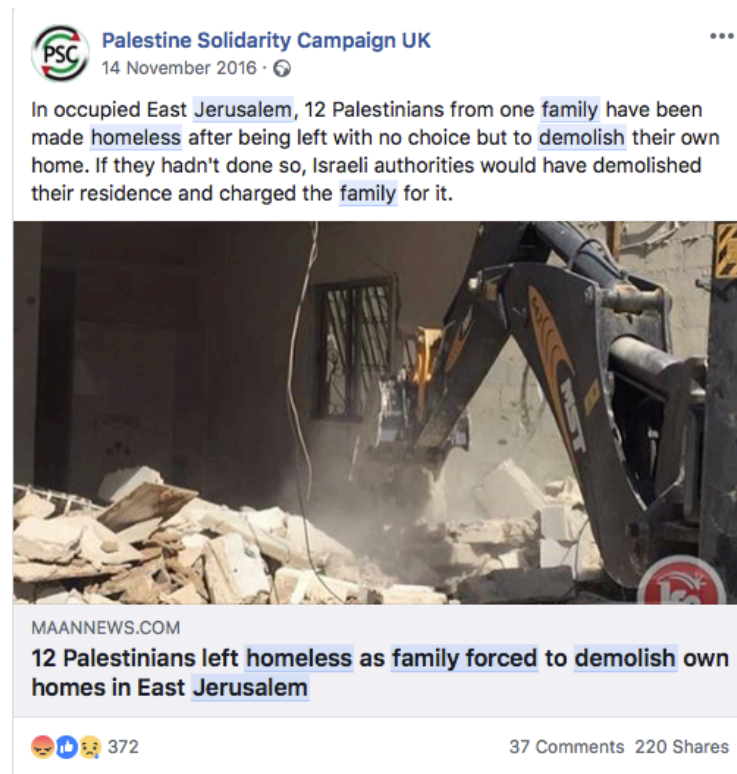 PSC
Palestine Solidarity Campaign UK
14 November 2016 ·
In occupied East Jerusalem, 12 Palestinians from one family have been
made homeless after being left with no choice but to demolish their own
home. If they hadn't done so, Israeli authorities would have demolished
their residence and charged the family for it.
MST
MAANNEWS.COM
12 Palestinians left homeless as family forced to demolish own
homes in East Jerusalem
372
37 Comments 220 Shares